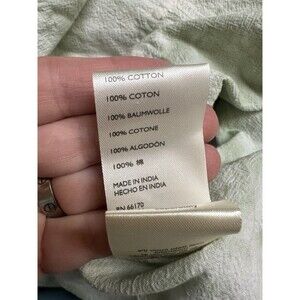 100% COTTON
100% COTON
100% BAUMWOLLE
100% COTONE
100% ALGODÓN
100% 棉
MADE IN INDIA
HECHO EN INDIA
RN 66170